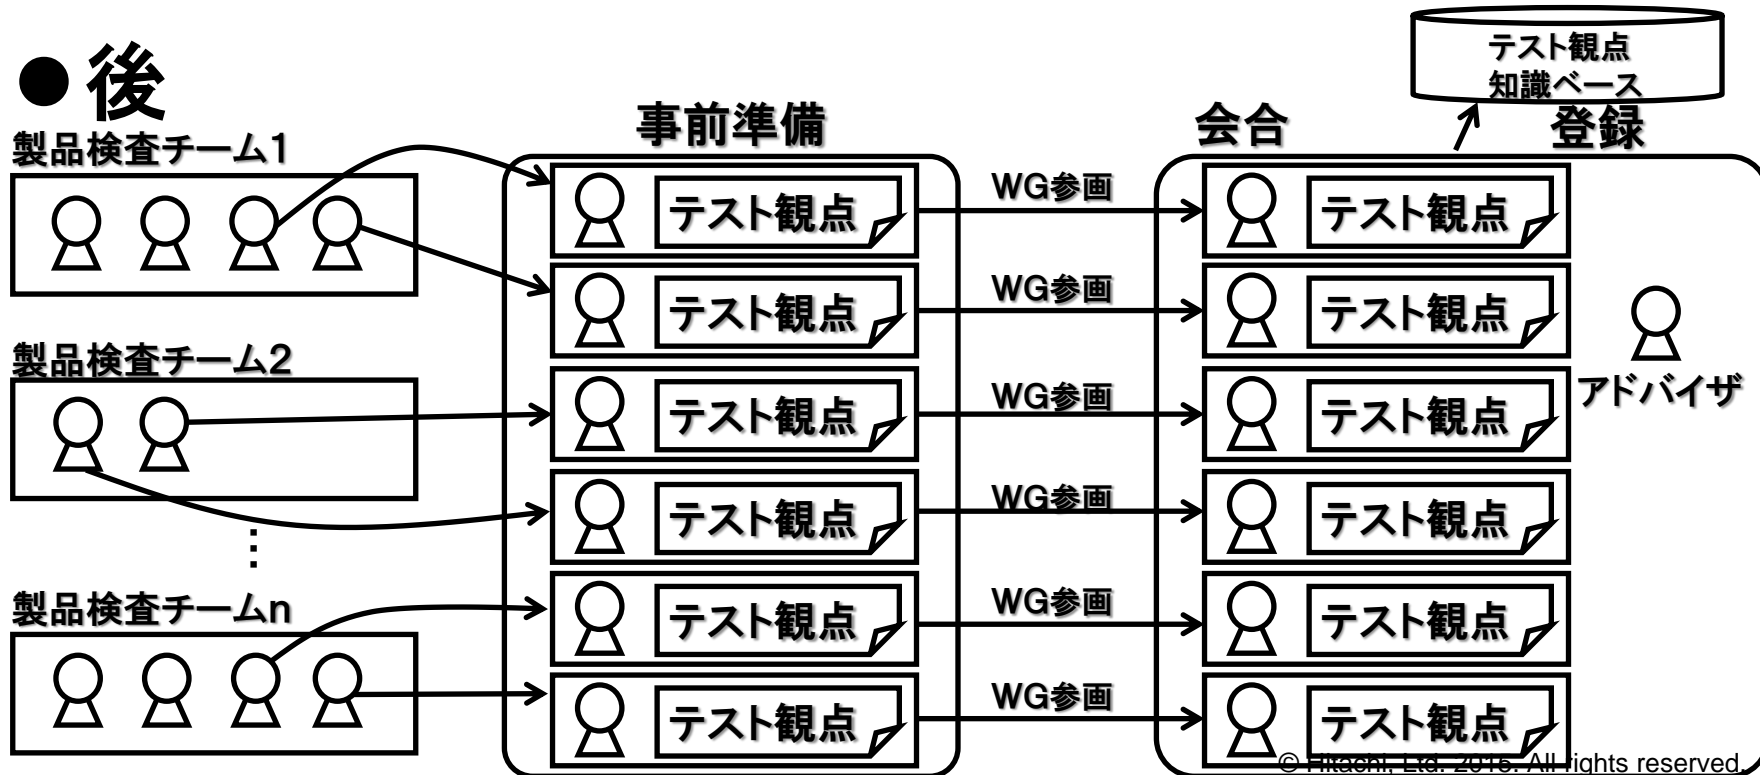 ●後
テスト観点
知識ベース
事前準備
会合
登録
製品検査チーム1
製品検査チーム2
⋮
製品検査チームn
テスト観点
WG参画
テスト観点
テスト観点
WG参画
テスト観点
アドバイザ
テスト観点
WG参画
テスト観点
テスト観点
WG参画
テスト観点
テスト観点
WG参画
テスト観点
テスト観点
WG参画
テスト観点
© Hitachi, Ltd. 2015. All rights reserved.